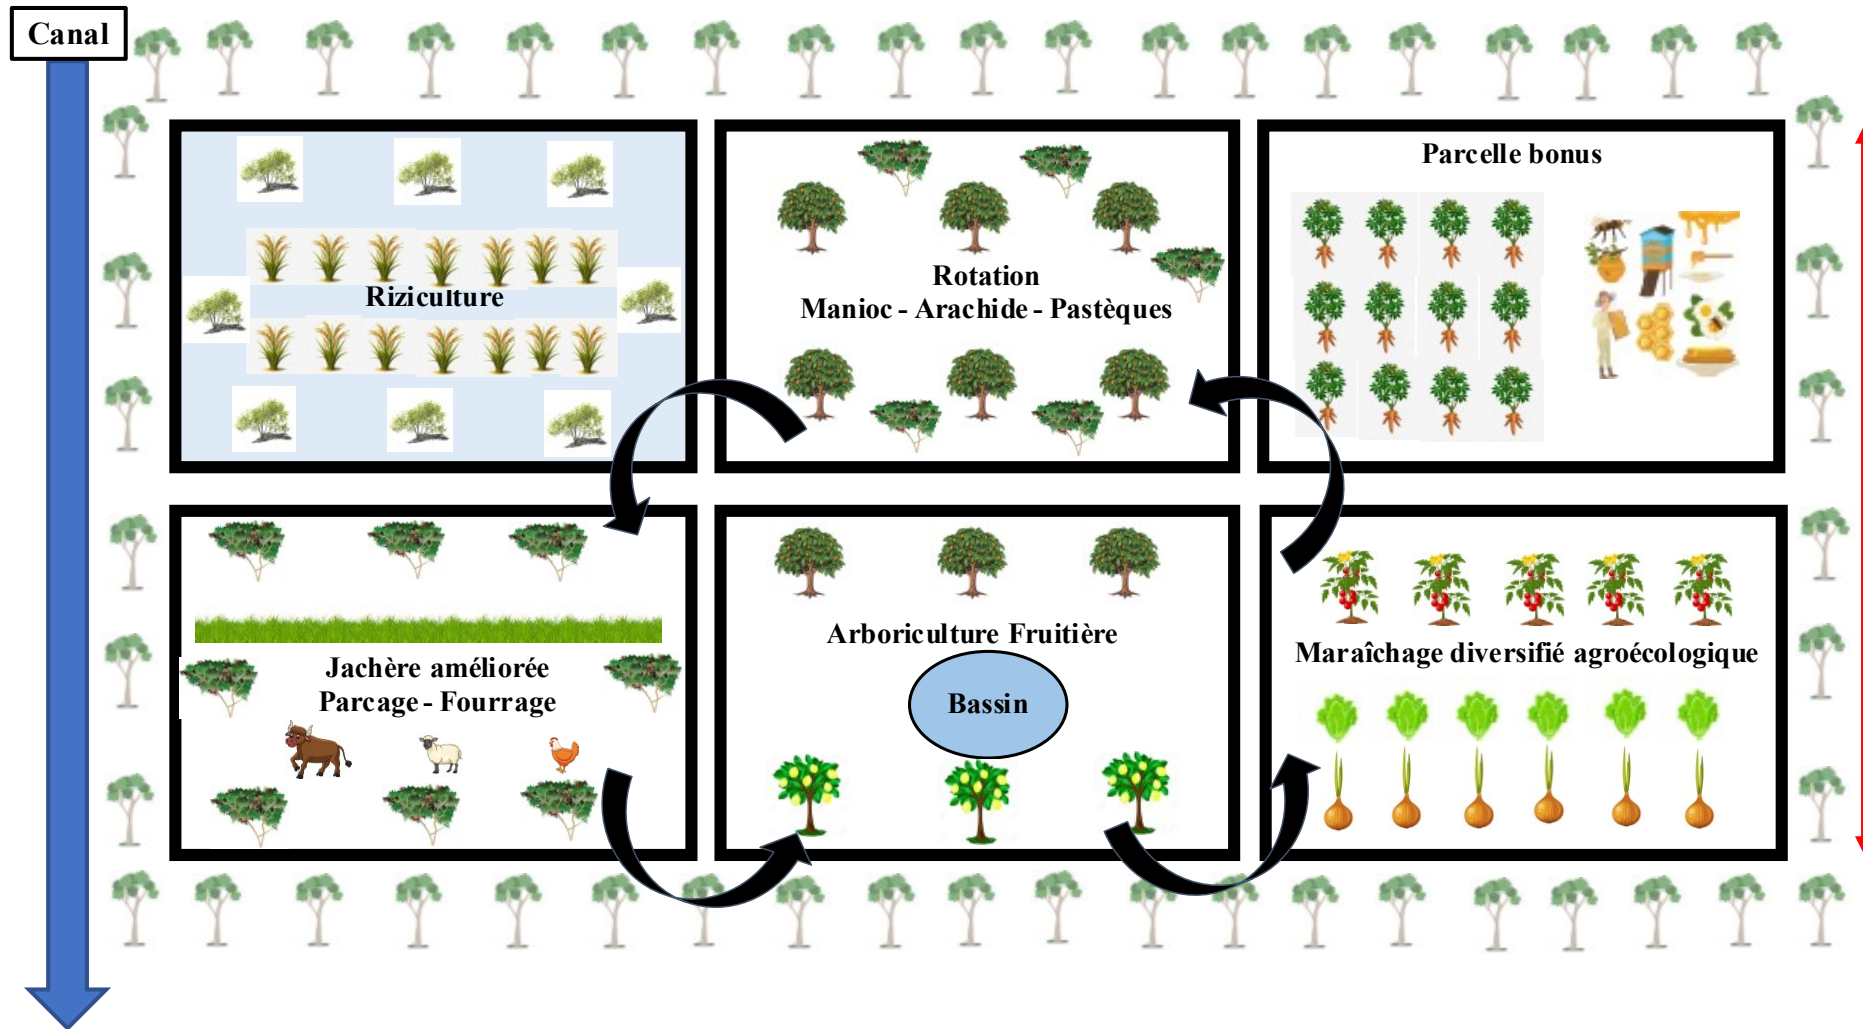 Canal
Riziculture
Rotation
Manioc - Arachide - Pastèques
Parcelle bonus
Jachère améliorée
Parcage - Fourrage
Arboriculture Fruitière
Bassin
Maraîchage diversifié agroécologique